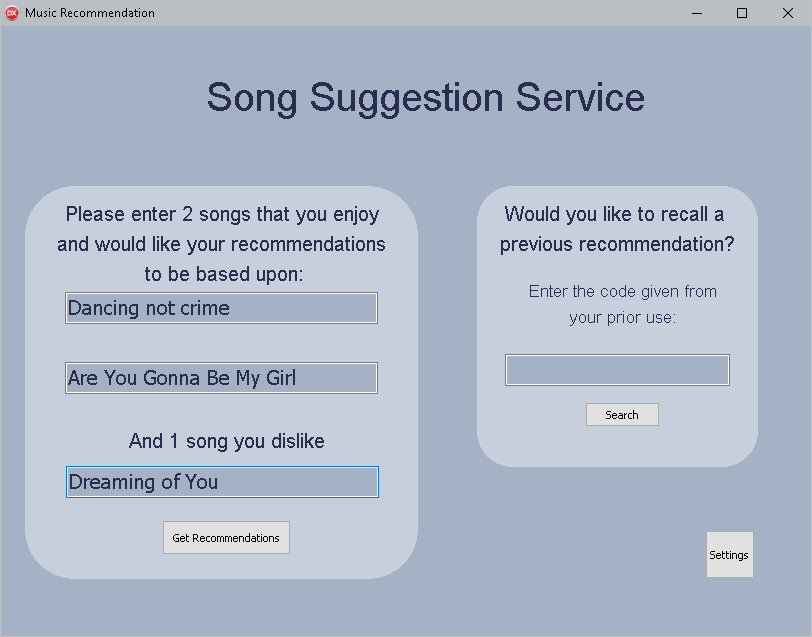 DX
Music Recommendation
Song Suggestion Service
Please enter 2 songs that you enjoy
and would like your recommendations
to be based upon:
Dancing not crime
Are You Gonna Be My Girl
And 1 song you dislike
Dreaming of You
Get Recommendations
Would you like to recall a
previous recommendation?
Enter the code given from
your prior use:
Search
Settings